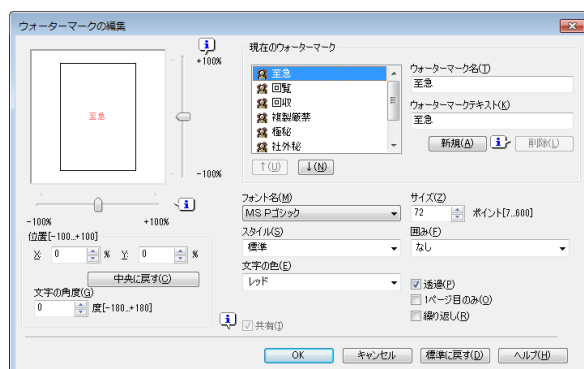 ウォーターマークの編集
+100%
至急
-100%
-100%
+100%
位置[-100..+100]
X: 0 %
Y: 0 %
中央に戻す(C)
文字の角度(G)
0 度[-180..+180]
現在のウォーターマーク
至急
回覧
回収
複製厳禁
極秘
社外秘
↑(U)
↓(N)
ウォーターマーク名(T)
至急
ウォーターマークテキスト(K)
至急
新規(A)
削除(L)
フォント名(M)
MS Pゴシック
サイズ(Z)
72 ポイント[7..600]
スタイル(S)
標準
囲み(F)
なし
文字の色(E)
レッド
透過(P)
1ページ目のみ(O)
繰り返し(R)
共有(I)
OK
キャンセル
標準に戻す(D)
ヘルプ(H)